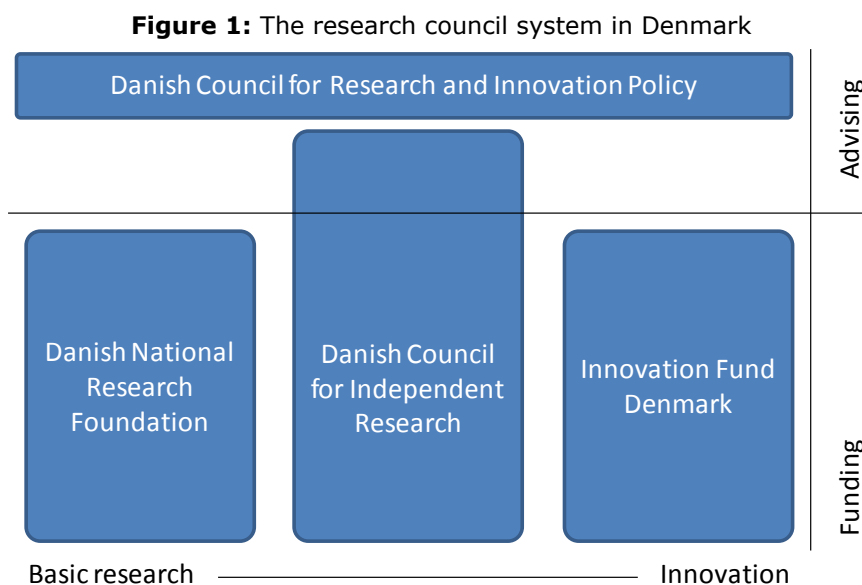 Figure 1: The research council system in Denmark
Danish Council for Research and Innovation Policy
Advising
Danish National
Research
Foundation
Danish Council
for Independent
Research
Innovation Fund
Denmark
Funding
Basic research
Innovation